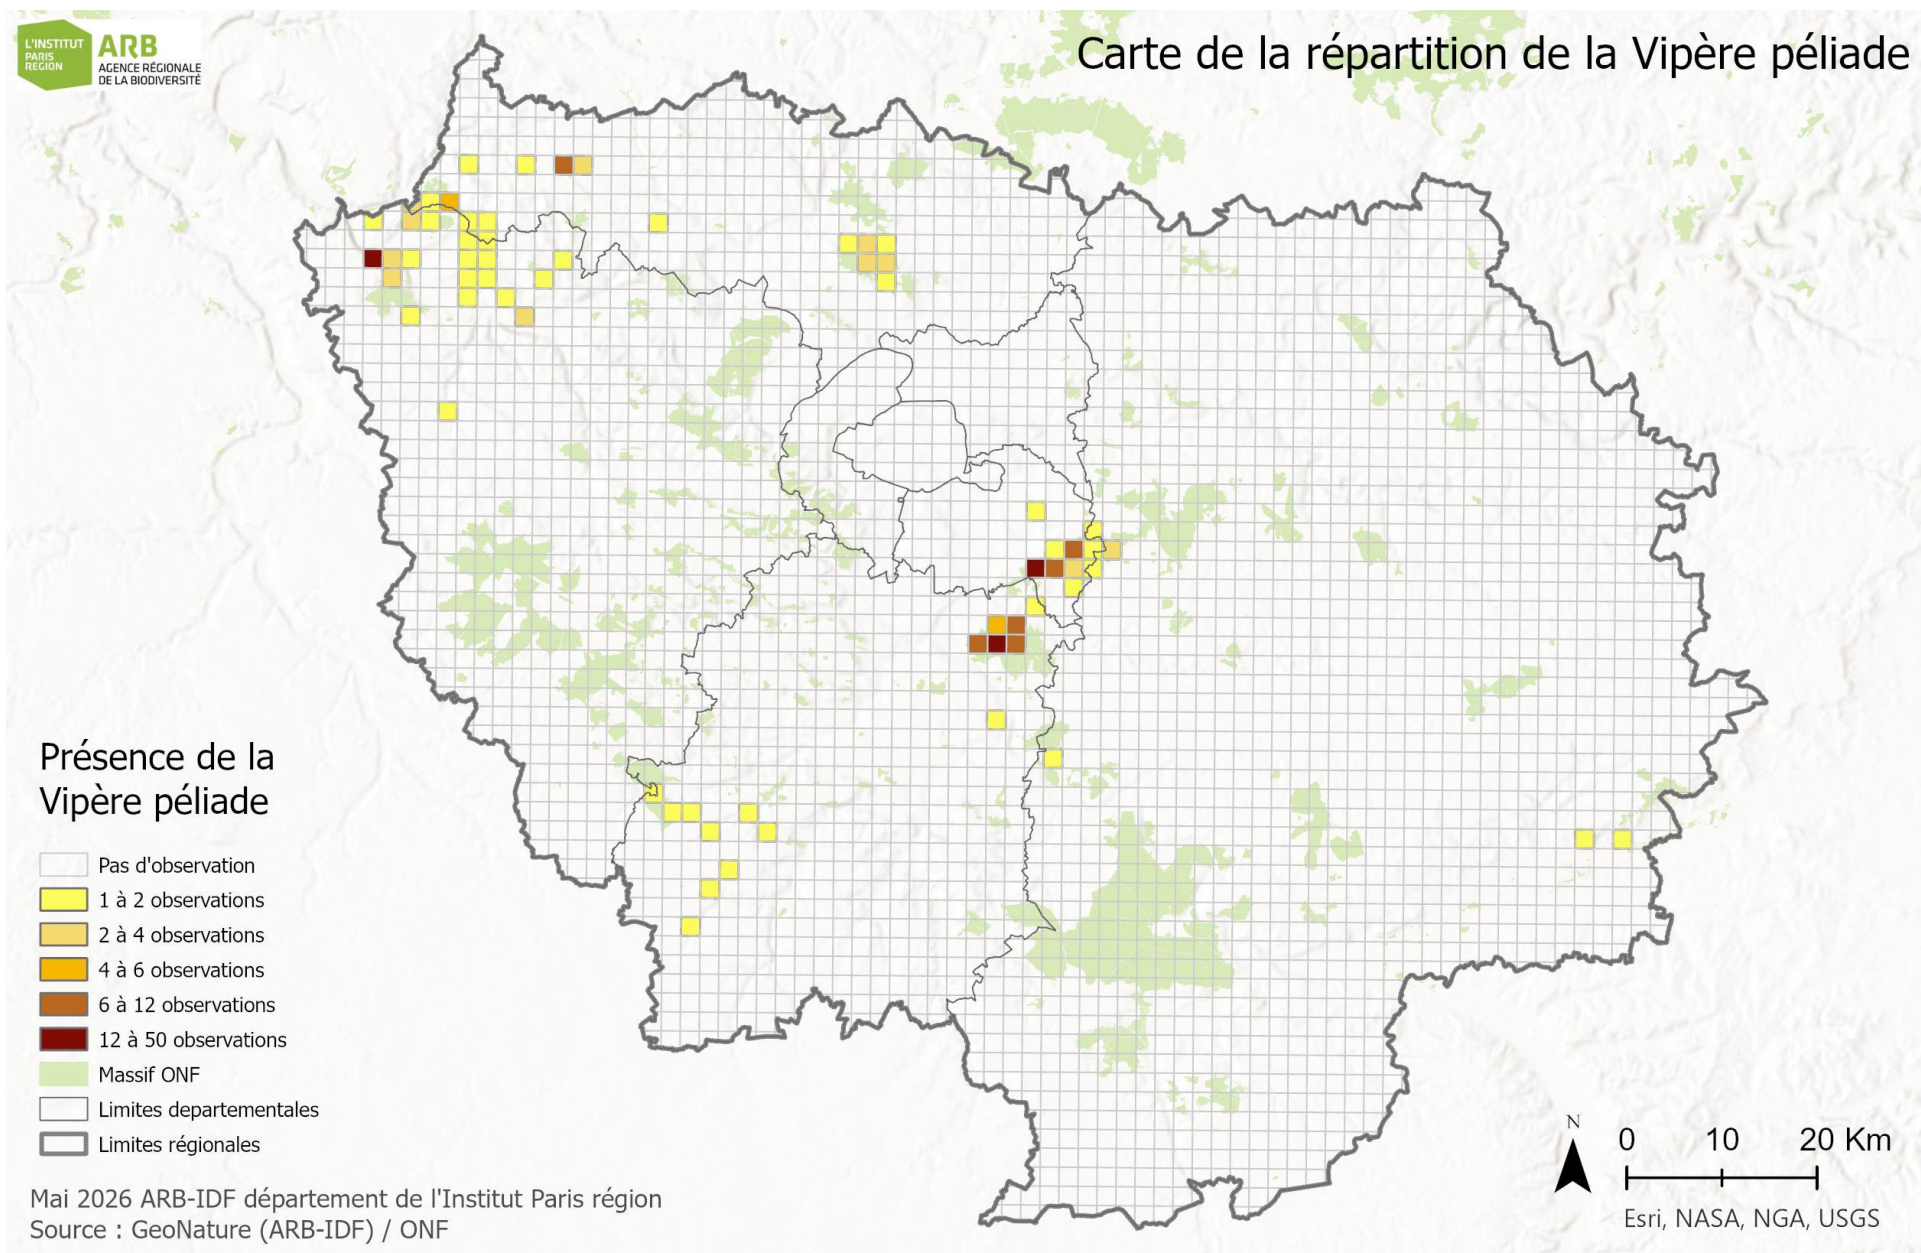 L'INSTITUT
PARIS
REGION
ARB
AGENCE RÉGIONALE
DE LA BIODIVERSITÉ
Carte de la répartition de la Vipère péliade
Présence de la
Vipère péliade
Pas d'observation
1 à 2 observations
2 à 4 observations
4 à 6 observations
6 à 12 observations
12 à 50 observations
Massif ONF
Limites departementales
Limites régionales
Mai 2026 ARB-IDF département de l'Institut Paris région
Source : GeoNature (ARB-IDF) / ONF
N
0 10 20 Km
Esri, NASA, NGA, USGS